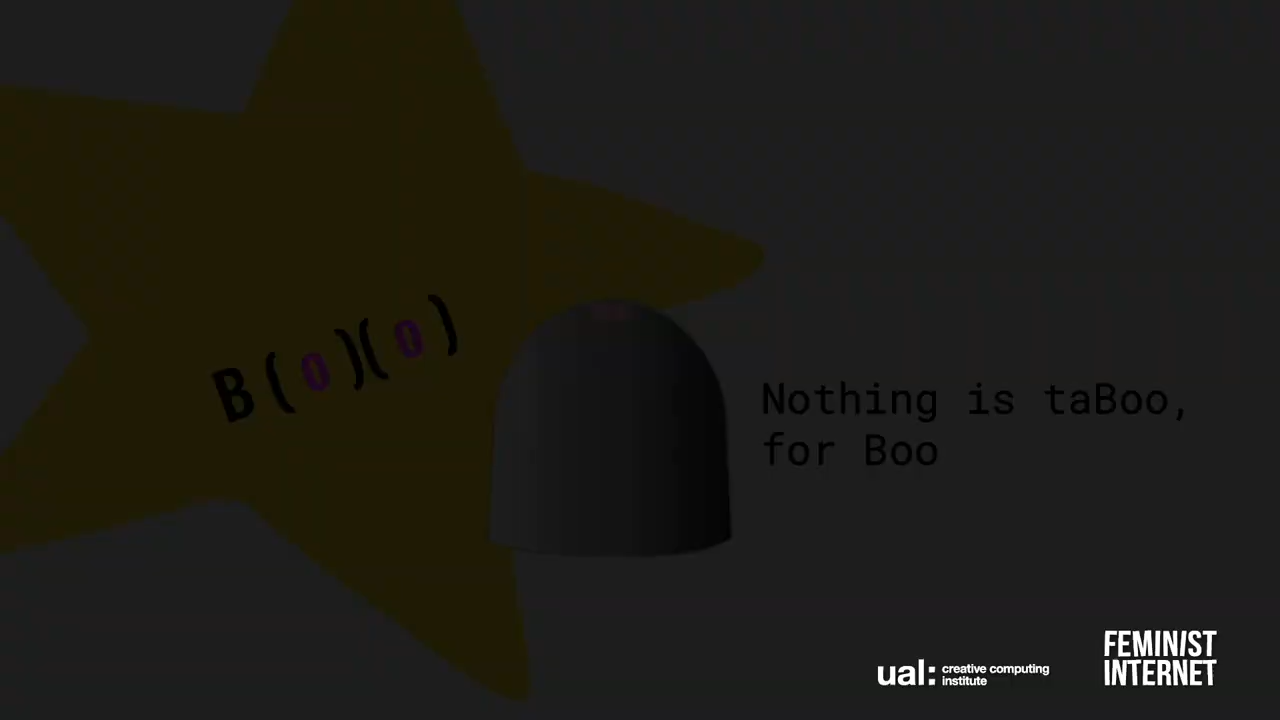 B(o)(o)
Nothing is taBoo,
for Boo
ual: creative computing
institute
FEMINIST
INTERNET